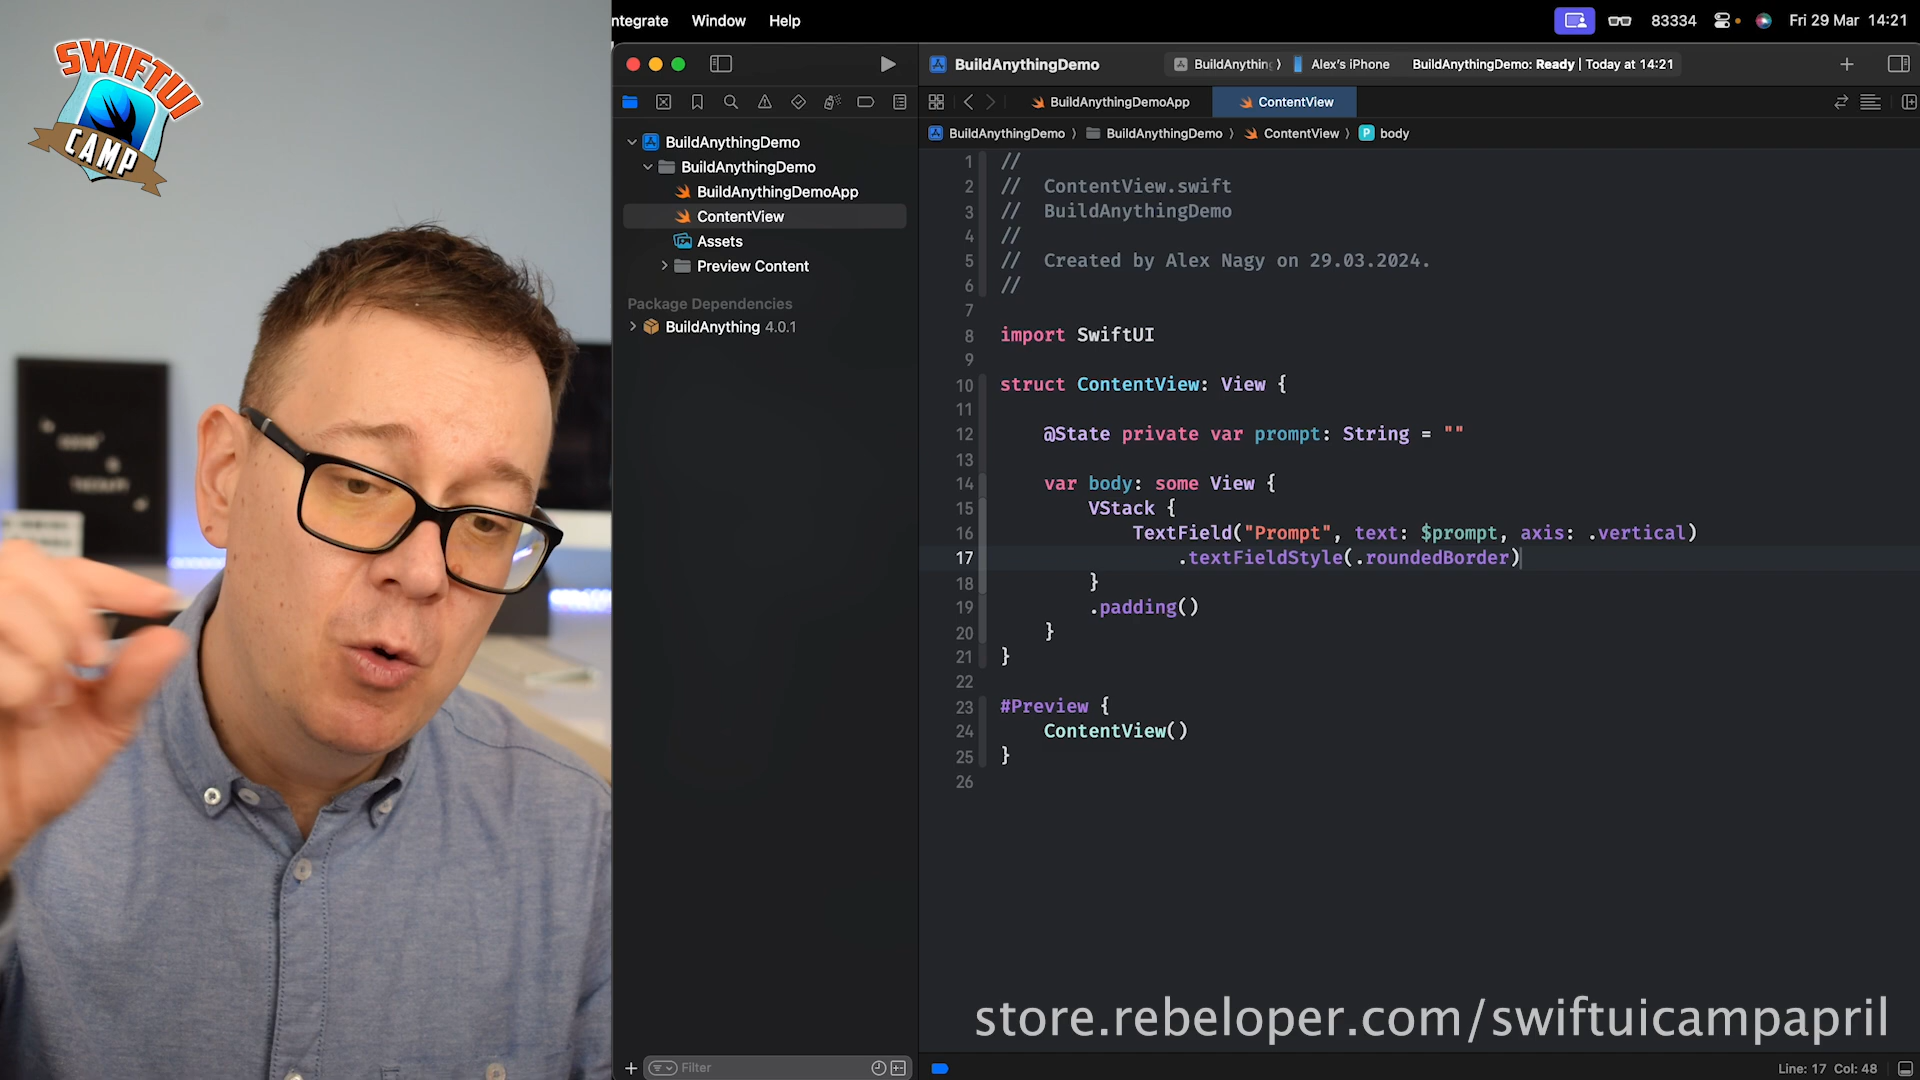 SWIFTUI
CAMP
ntegrate Window Help
83334 Fri 29 Mar 14:21
BuildAnythingDemo
BuildAnything
Alex's iPhone
BuildAnythingDemo: Ready | Today at 14:21
BuildAnythingDemoApp
ContentView
BuildAnythingDemo
BuildAnythingDemo
ContentView
P body
BuildAnythingDemo
BuildAnythingDemo
BuildAnythingDemoApp
ContentView
Assets
Preview Content
Package Dependencies
BuildAnything 4.0.1
Filter
1 //
2 // ContentView.swift
3 // BuildAnythingDemo
4 //
5 // Created by Alex Nagy on 29.03.2024.
6 //
7
8 import SwiftUI
9
10 struct ContentView: View {
11
12 @State private var prompt: String = ""
13
14 var body: some View {
15 VStack {
16 TextField("Prompt", text: $prompt, axis: .vertical)
17 .textFieldStyle(.roundedBorder)
18 }
19 .padding()
20 }
21 }
22
23 #Preview {
24 ContentView()
25 }
26
store.rebeloper.com/swiftuicampapril
Line: 17 Col: 48